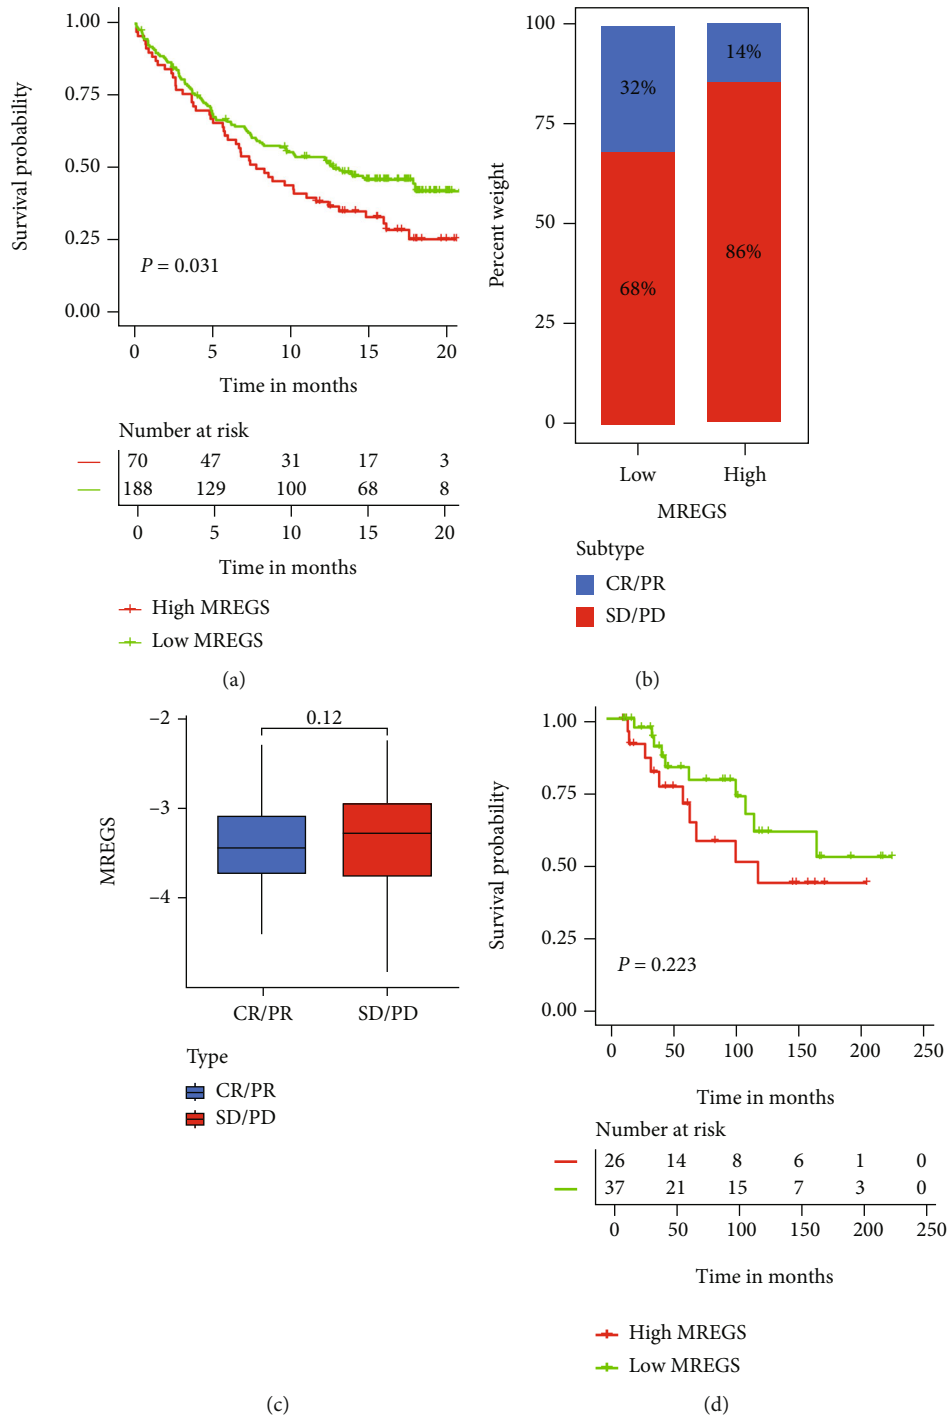 1.00
0.75
0.50
0.25
0.00
Survival probability
P = 0.031
0 5 10 15 20
Time in months
Number at risk
70 47 31 17 3
188 129 100 68 8
0 5 10 15 20
Time in months
High MREGS
Low MREGS
(a)
100
75
50
25
0
Percent weight
32%
14%
68%
86%
Low High
MREGS
Subtype
CR/PR
SD/PD
(b)
−2
−3
−4
MREGS
0.12
CR/PR SD/PD
Type
CR/PR
SD/PD
(c)
1.00
0.75
0.50
0.25
0.00
Survival probability
P = 0.223
0 50 100 150 200 250
Time in months
Number at risk
26 14 8 6 1 0
37 21 15 7 3 0
0 50 100 150 200 250
Time in months
High MREGS
Low MREGS
(d)